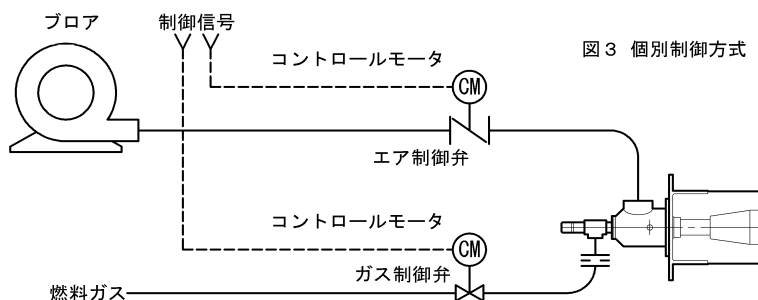 ブロア
制御信号
図3 個別制御方式
コントロールモータ
CM
エア制御弁
コントロールモータ
CM
ガス制御弁
燃料ガス